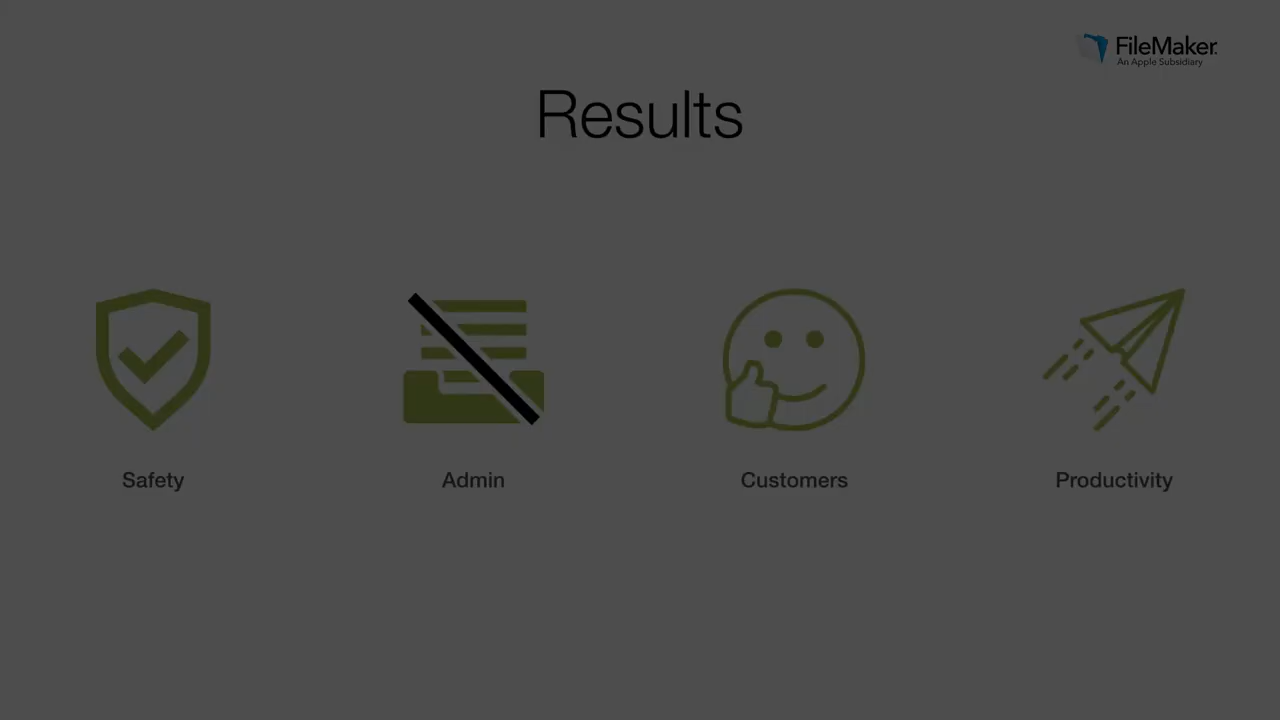 FileMaker
An Apple Subsidiary
Results
Safety
Admin
Customers
Productivity